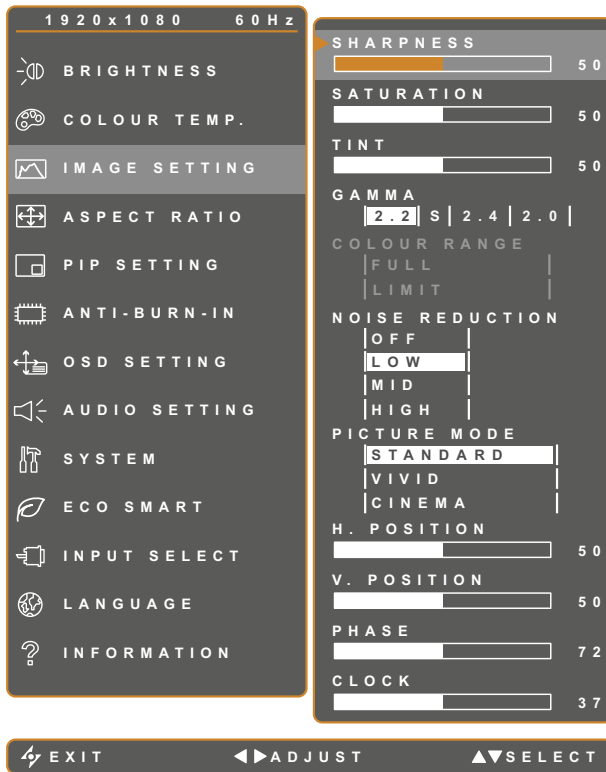 1920x1080 60Hz
BRIGHTNESS
COLOUR TEMP.
IMAGE SETTING
ASPECT RATIO
PIP SETTING
ANTI-BURN-IN
OSD SETTING
AUDIO SETTING
SYSTEM
ECO SMART
INPUT SELECT
LANGUAGE
INFORMATION
SHARPNESS
50
SATURATION
50
TINT
50
GAMMA
2.2 S 2.4 2.0
COLOUR RANGE
FULL
LIMIT
NOISE REDUCTION
OFF
LOW
MID
HIGH
PICTURE MODE
STANDARD
VIVID
CINEMA
H. POSITION
50
V. POSITION
50
PHASE
72
CLOCK
37
EXIT ADJUST SELECT